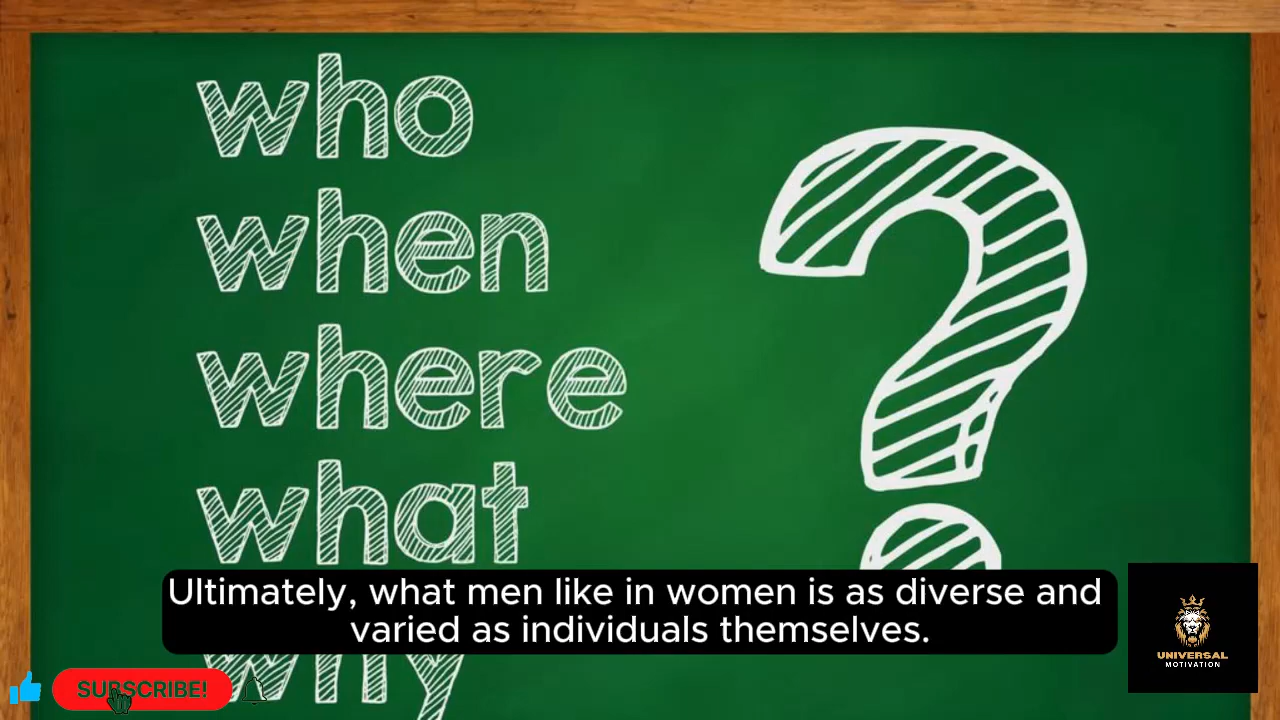 who
when
where
what
Ultimately, what men like in women is as diverse and
varied as individuals themselves.
why
SUBSCRIBE!
UNIVERSAL
MOTIVATION